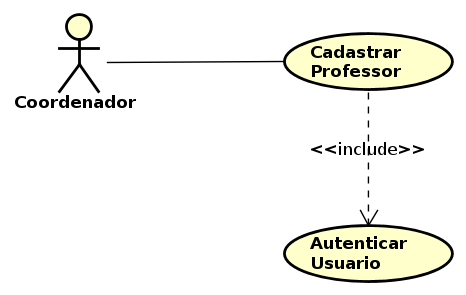 Cadastrar
Professor
Coordenador
<<include>>
Autenticar
Usuario